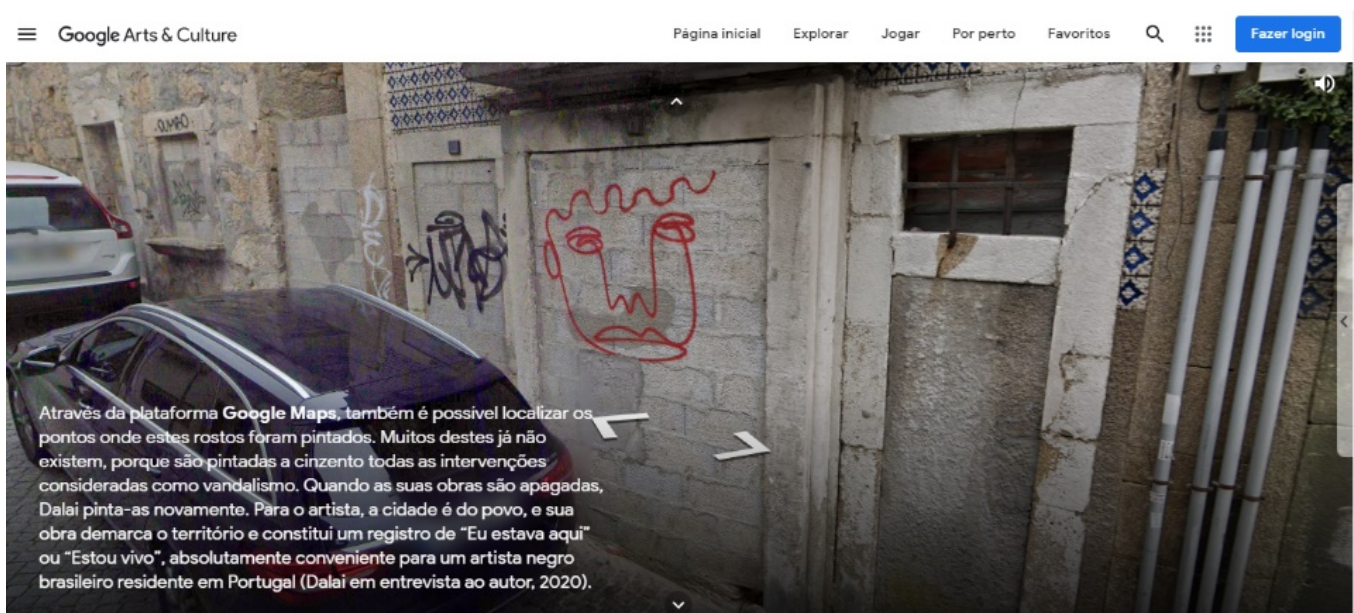 Google Arts & Culture
Página inicial
Explorar
Jogar
Por perto
Favoritos
Fazer login
Através da plataforma Google Maps, também é possível localizar os
pontos onde estes rostos foram pintados. Muitos destes já não
existem, porque são pintadas a cinzento todas as intervenções
consideradas como vandalismo. Quando as suas obras são apagadas,
Dalai pinta-as novamente. Para o artista, a cidade é do povo, e sua
obra demarca o território e constitui um registro de “Eu estava aqui”
ou “Estou vivo”, absolutamente conveniente para um artista negro
brasileiro residente em Portugal (Dalai em entrevista ao autor, 2020).